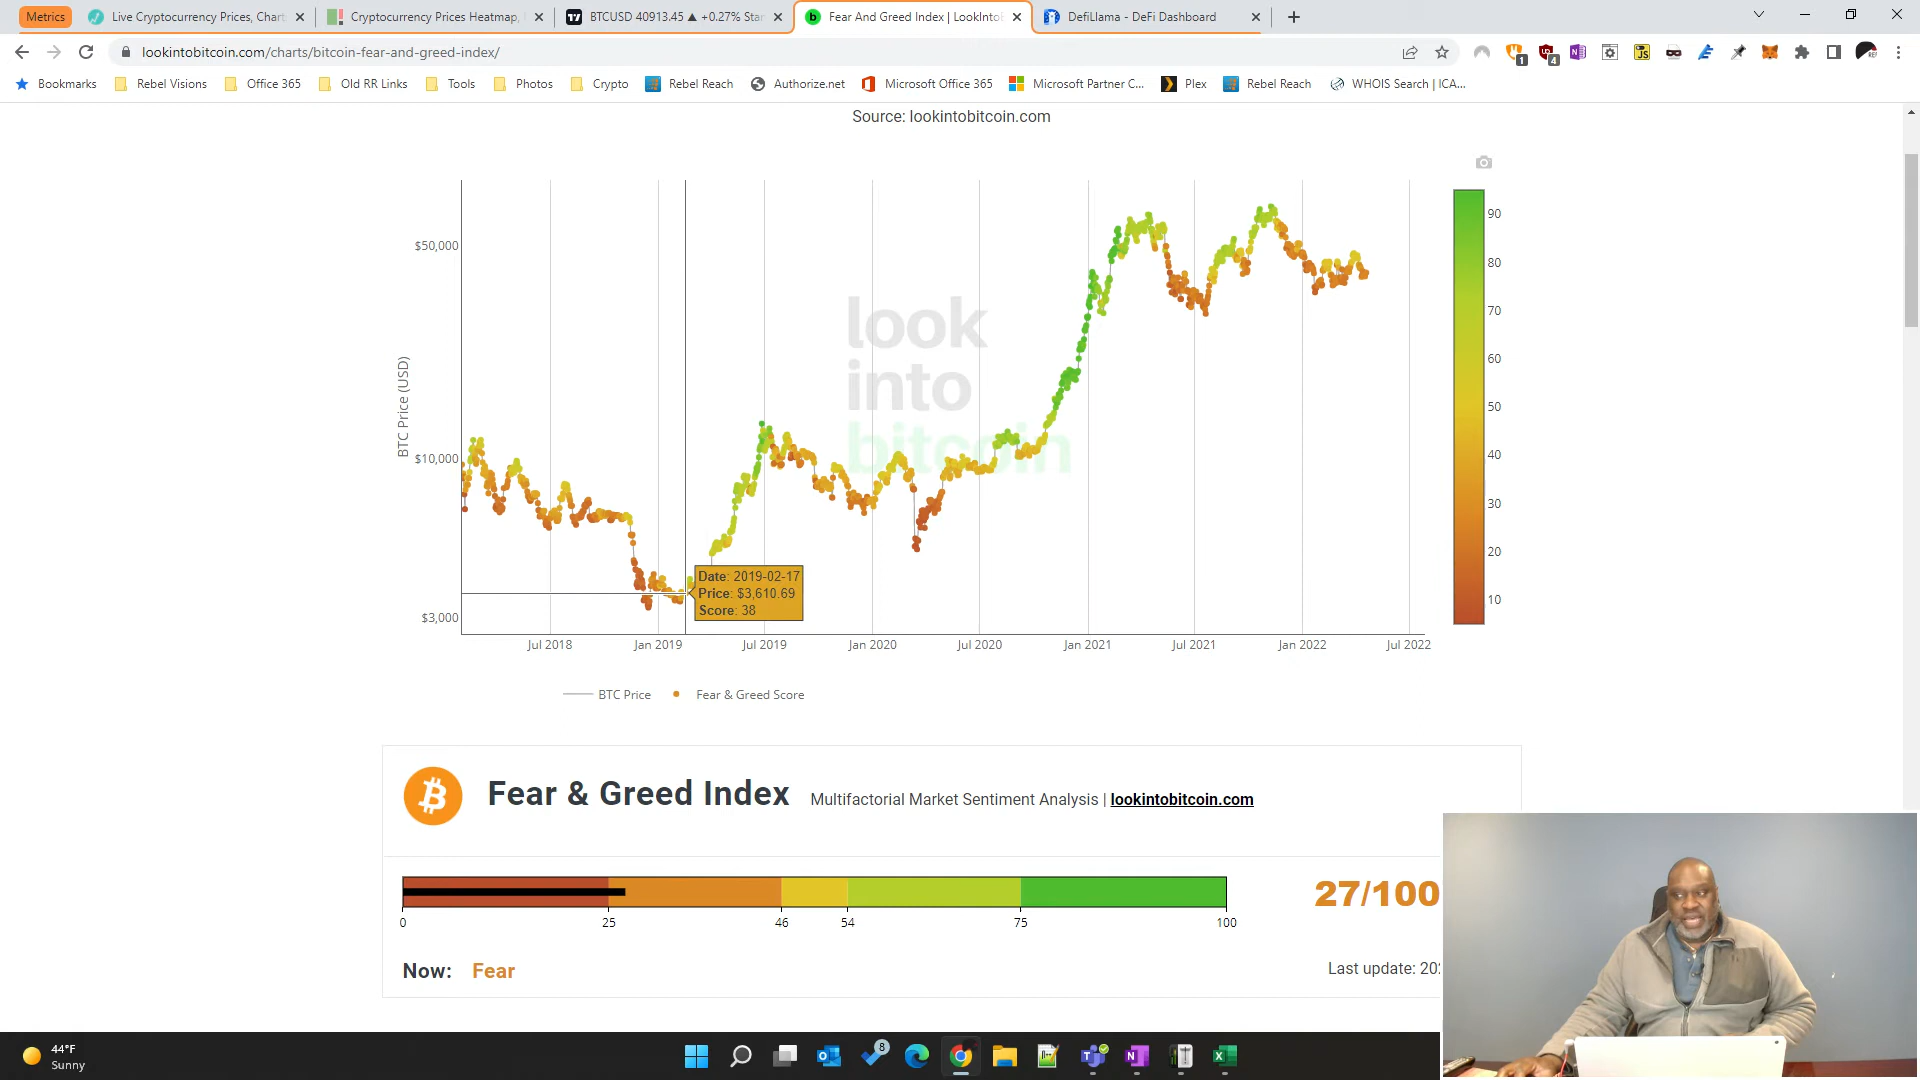 Metrics
Live Cryptocurrency Prices, Chart
Cryptocurrency Prices Heatmap,
BTCUSD 40913.45 ▲ +0.27% Star
Fear And Greed Index | LookInto
DefiLlama - DeFi Dashboard
lookintobitcoin.com/charts/bitcoin-fear-and-greed-index/
1
4
Bookmarks
Rebel Visions
Office 365
Old RR Links
Tools
Photos
Crypto
Rebel Reach
Authorize.net
Microsoft Office 365
Microsoft Partner C...
Plex
Rebel Reach
WHOIS Search | ICA...
Source: lookintobitcoin.com
BTC Price (USD)
$50,000
$10,000
$3,000
look
into
bitcoin
Date: 2019-02-17
Price: $3,610.69
Score: 38
90
80
70
60
50
40
30
20
10
Jul 2018
Jan 2019
Jul 2019
Jan 2020
Jul 2020
Jan 2021
Jul 2021
Jan 2022
Jul 2022
BTC Price
Fear & Greed Score
Fear & Greed Index
Multifactorial Market Sentiment Analysis | lookintobitcoin.com
27/100
0
25
46
54
75
100
Now: Fear
Last update: 202
44°F
Sunny
8